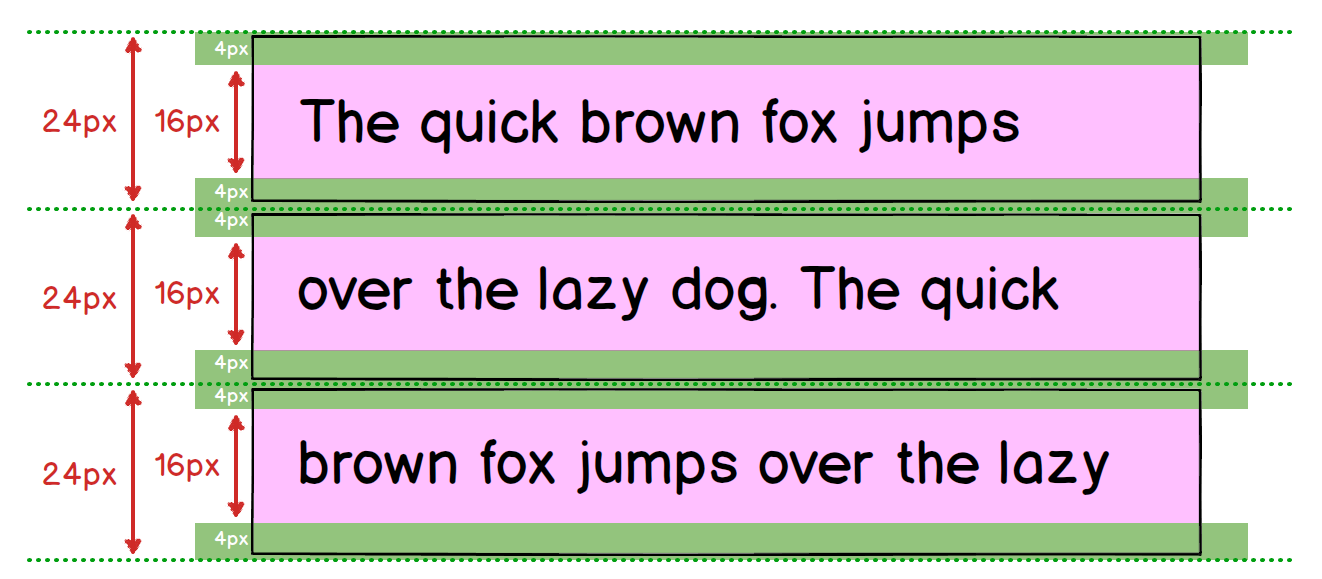 4px
24px 16px The quick brown fox jumps
4px
4px
24px 16px over the lazy dog. The quick
4px
4px
24px 16px brown fox jumps over the lazy
4px